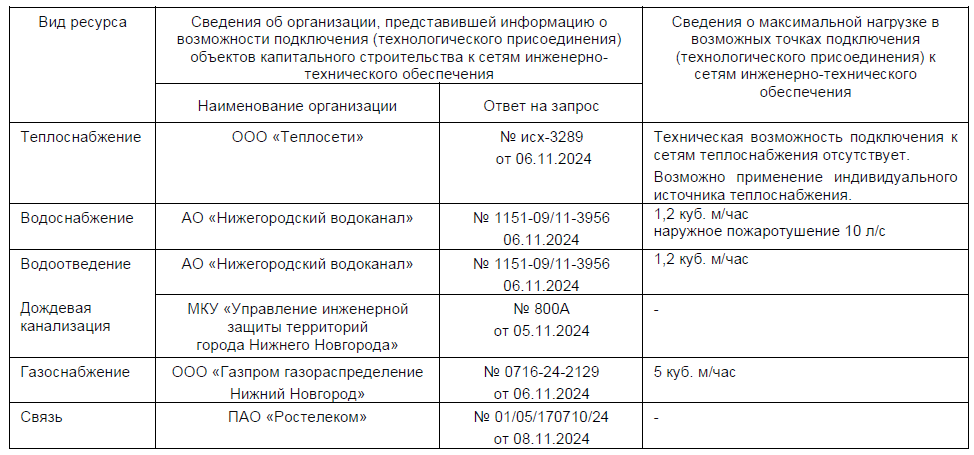 Вид ресурса
Сведения об организации, представившей информацию о
возможности подключения (технологического присоединения)
объектов капитального строительства к сетям инженерно-
технического обеспечения
Сведения о максимальной нагрузке в
возможных точках подключения
(технологического присоединения) к
сетям инженерно-технического
обеспечения
Наименование организации
Ответ на запрос
Теплоснабжение
ООО «Теплосети»
№ исх-3289
от 06.11.2024
Техническая возможность подключения к
сетям теплоснабжения отсутствует.
Возможно применение индивидуального
источника теплоснабжения.
Водоснабжение
АО «Нижегородский водоканал»
№ 1151-09/11-3956
06.11.2024
1,2 куб. м/час
наружное пожаротушение 10 л/с
Водоотведение
АО «Нижегородский водоканал»
№ 1151-09/11-3956
06.11.2024
1,2 куб. м/час
Дождевая
канализация
МКУ «Управление инженерной
защиты территорий
города Нижнего Новгорода»
№ 800А
от 05.11.2024
-
Газоснабжение
ООО «Газпром газораспределение
Нижний Новгород»
№ 0716-24-2129
от 06.11.2024
5 куб. м/час
Связь
ПАО «Ростелеком»
№ 01/05/170710/24
от 08.11.2024
-